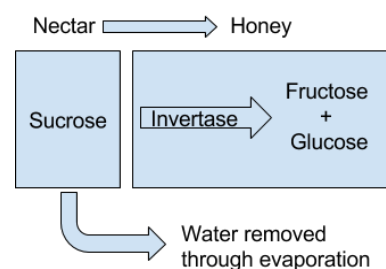 Nectar Honey
Sucrose
Invertase
Fructose
+
Glucose
Water removed
through evaporation